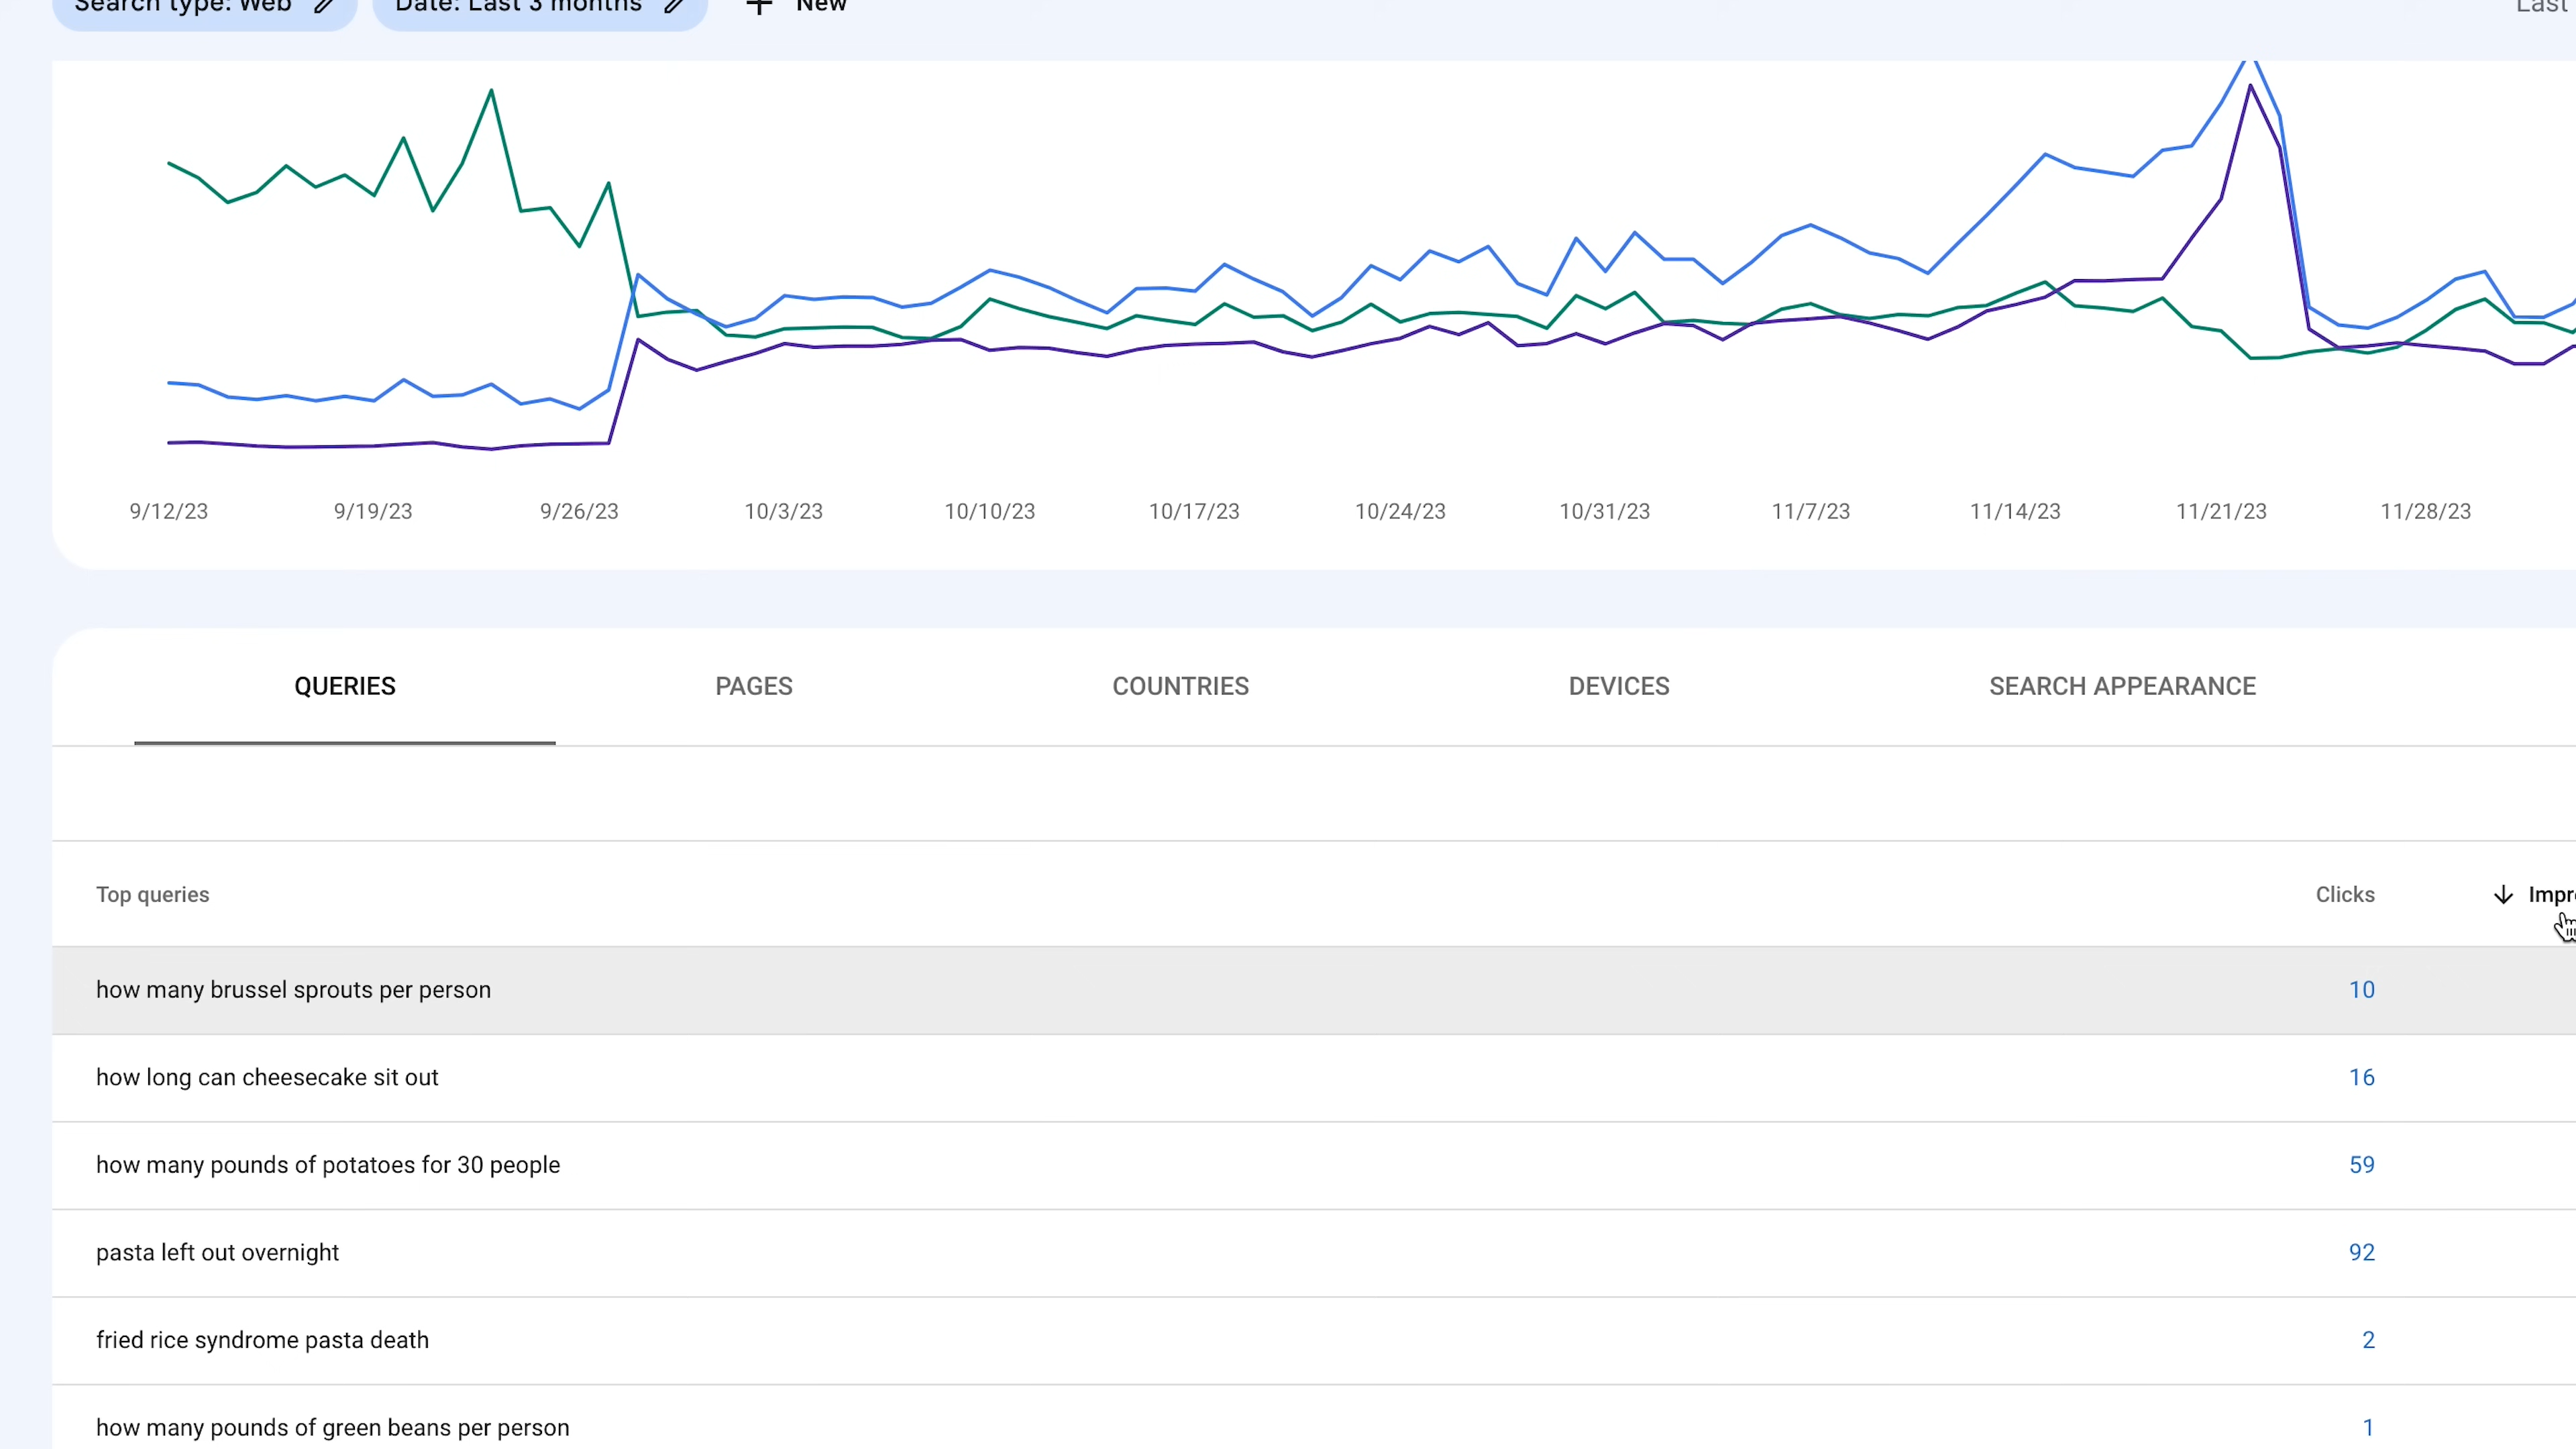 Search type: Web Date: Last 3 months + New Last
9/12/23 9/19/23 9/26/23 10/3/23 10/10/23 10/17/23 10/24/23 10/31/23 11/7/23 11/14/23 11/21/23 11/28/23
QUERIES PAGES COUNTRIES DEVICES SEARCH APPEARANCE
Top queries Clicks Impr
how many brussel sprouts per person 10
how long can cheesecake sit out 16
how many pounds of potatoes for 30 people 59
pasta left out overnight 92
fried rice syndrome pasta death 2
how many pounds of green beans per person 1